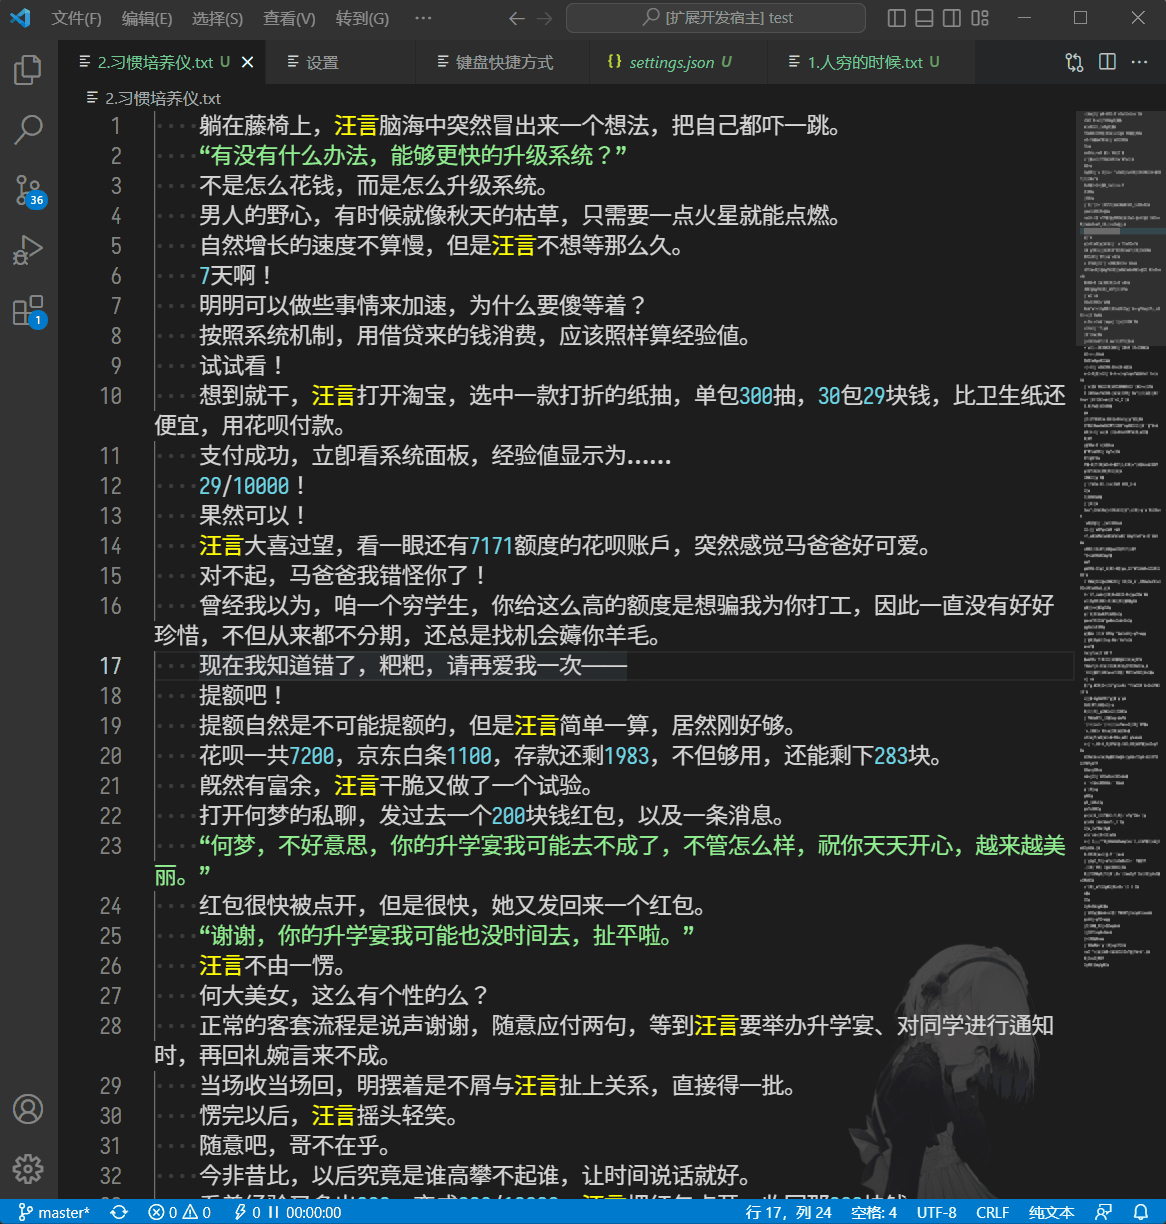 文件(F) 编辑(E) 选择(S) 查看(V) 转到(G) ··· [扩展开发宿主] test
2.习惯培养仪.txt U 设置 键盘快捷方式 {} settings.json U 1.人穷的时候.txt U ···
2.习惯培养仪.txt
1 躺在藤椅上，汪言脑海中突然冒出来一个想法，把自己都吓一跳。
2 “有没有什么办法，能够更快的升级系统？”
3 不是怎么花钱，而是怎么升级系统。
4 男人的野心，有时候就像秋天的枯草，只需要一点火星就能点燃。
5 自然增长的速度不算慢，但是汪言不想等那么久。
6 7天啊！
7 明明可以做些事情来加速，为什么要傻等着？
8 按照系统机制，用借贷来的钱消费，应该照样算经验值。
9 试试看！
10 想到就干，汪言打开淘宝，选中一款打折的纸抽，单包300抽，30包29块钱，比卫生纸还
便宜，用花呗付款。
11 支付成功，立即看系统面板，经验值显示为……
12 29/10000！
13 果然可以！
14 汪言大喜过望，看一眼还有7171额度的花呗账户，突然感觉马爸爸好可爱。
15 对不起，马爸爸我错怪你了！
16 曾经我以为，咱一个穷学生，你给这么高的额度是想骗我为你打工，因此一直没有好好
珍惜，不但从来都不分期，还总是找机会薅你羊毛。
17 现在我知道错了，粑粑，请再爱我一次——
18 提额吧！
19 提额自然是不可能提额的，但是汪言简单一算，居然刚好够。
20 花呗一共7200，京东白条1100，存款还剩1983，不但够用，还能剩下283块。
21 既然有富余，汪言干脆又做了一个试验。
22 打开何梦的私聊，发过去一个200块钱红包，以及一条消息。
23 “何梦，不好意思，你的升学宴我可能去不成了，不管怎么样，祝你天天开心，越来越美
丽。”
24 红包很快被点开，但是很快，她又发回来一个红包。
25 “谢谢，你的升学宴我可能也没时间去，扯平啦。”
26 汪言不由一愣。
27 何大美女，这么有个性的么？
28 正常的客套流程是说声谢谢，随意应付两句，等到汪言要举办升学宴、对同学进行通知
时，再回礼婉言来不成。
29 当场收当场回，明摆着是不屑与汪言扯上关系，直接得一批。
30 愣完以后，汪言摇头轻笑。
31 随意吧，哥不在乎。
32 今非昔比，以后究竟是谁高攀不起谁，让时间说话就好。
36
1
master* 0 0 0 00:00:00 行 17，列 24 空格: 4 UTF-8 CRLF 纯文本